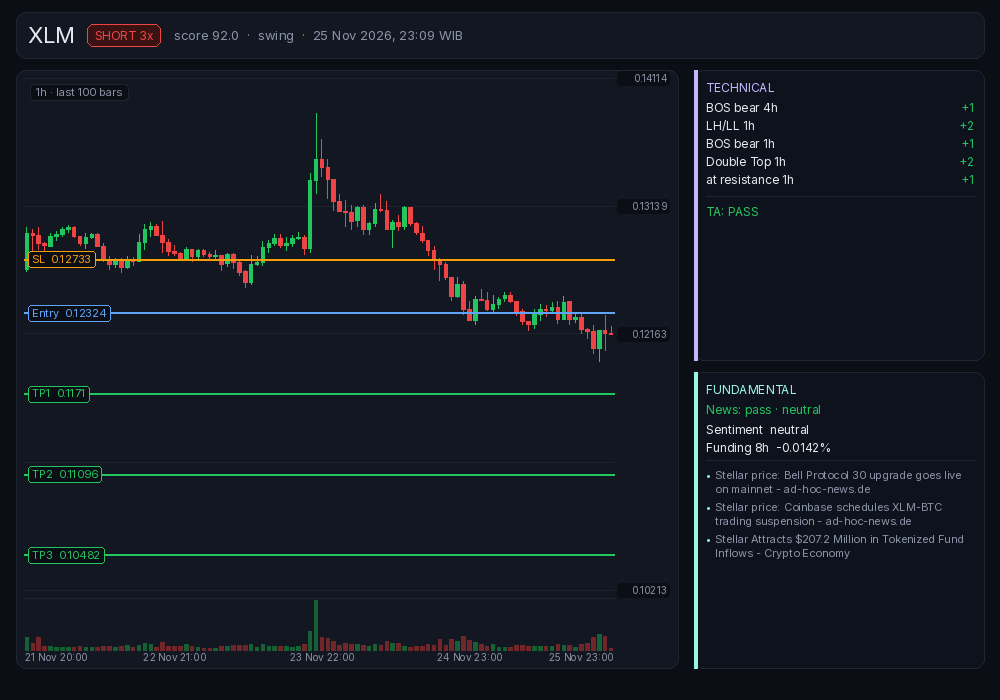 XLM
SHORT 3x
score 92.0 · swing · 25 Nov 2026, 23:09 WIB
1h · last 100 bars
0.14114
0.13139
0.12163
0.10213
SL 0.12733
Entry 0.12324
TP1 0.1171
TP2 0.11096
TP3 0.10482
21 Nov 20:00
22 Nov 21:00
23 Nov 22:00
24 Nov 23:00
25 Nov 23:00
TECHNICAL
BOS bear 4h +1
LH/LL 1h +2
BOS bear 1h +1
Double Top 1h +2
at resistance 1h +1
TA: PASS
FUNDAMENTAL
News: pass · neutral
Sentiment neutral
Funding 8h -0.0142%
• Stellar price: Bell Protocol 30 upgrade goes live
on mainnet - ad-hoc-news.de
• Stellar price: Coinbase schedules XLM-BTC
trading suspension - ad-hoc-news.de
• Stellar Attracts $207.2 Million in Tokenized Fund
Inflows - Crypto Economy